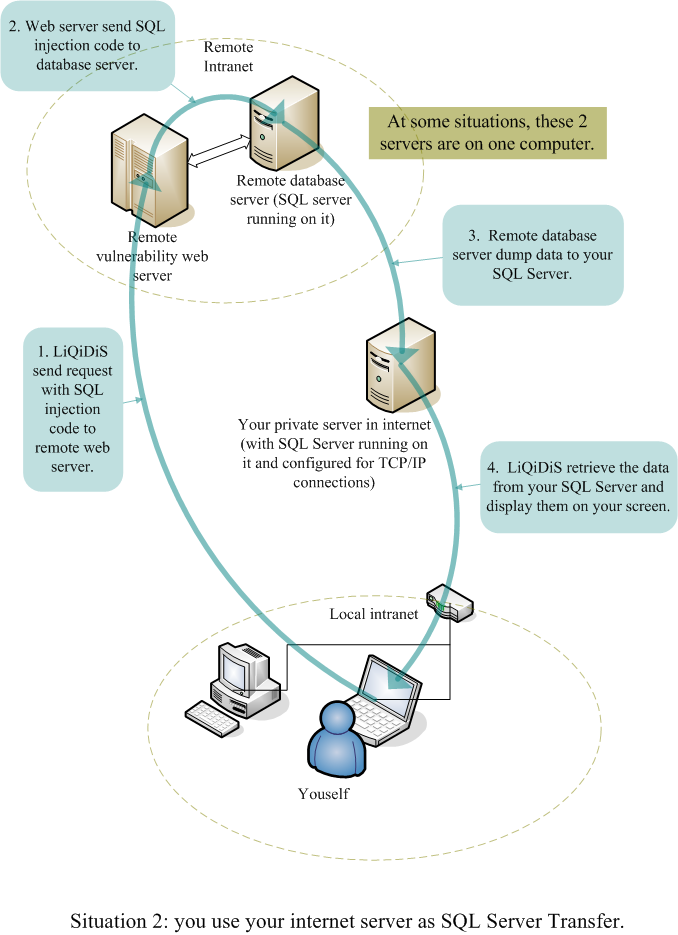 2. Web server send SQL
injection code to
database server.
Remote
Intranet
At some situations, these 2
servers are on one computer.
Remote database
server (SQL server
running on it)
Remote
vulnerability web
server
3. Remote database
server dump data to your
SQL Server.
1. LiQiDiS
send request
with SQL
injection
code to
remote web
server.
Your private server in internet
(with SQL Server running on
it and configured for TCP/IP
connections)
4. LiQiDiS retrieve the data
from your SQL Server and
display them on your screen.
Local intranet
Youself
Situation 2: you use your internet server as SQL Server Transfer.